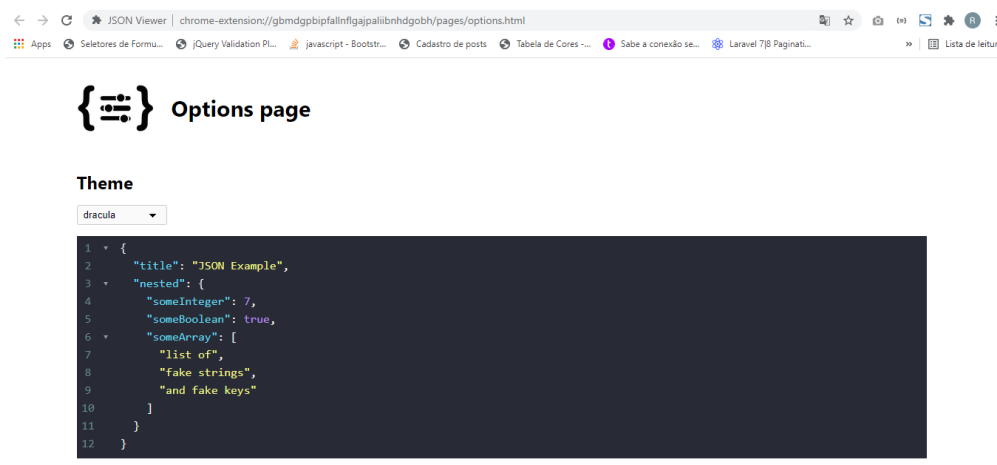 JSON Viewer | chrome-extension://gbmdgpbipfallnflgajpaliibnhdgobh/pages/options.html
R
Apps Seletores de Formu... jQuery Validation Pl... javascript - Bootstr... Cadastro de posts Tabela de Cores -... Sabe a conexão se... Laravel 7|8 Paginati... » Lista de leitur
Options page
Theme
dracula
1 {
2 "title": "JSON Example",
3 "nested": {
4 "someInteger": 7,
5 "someBoolean": true,
6 "someArray": [
7 "list of",
8 "fake strings",
9 "and fake keys"
10 ]
11 }
12 }